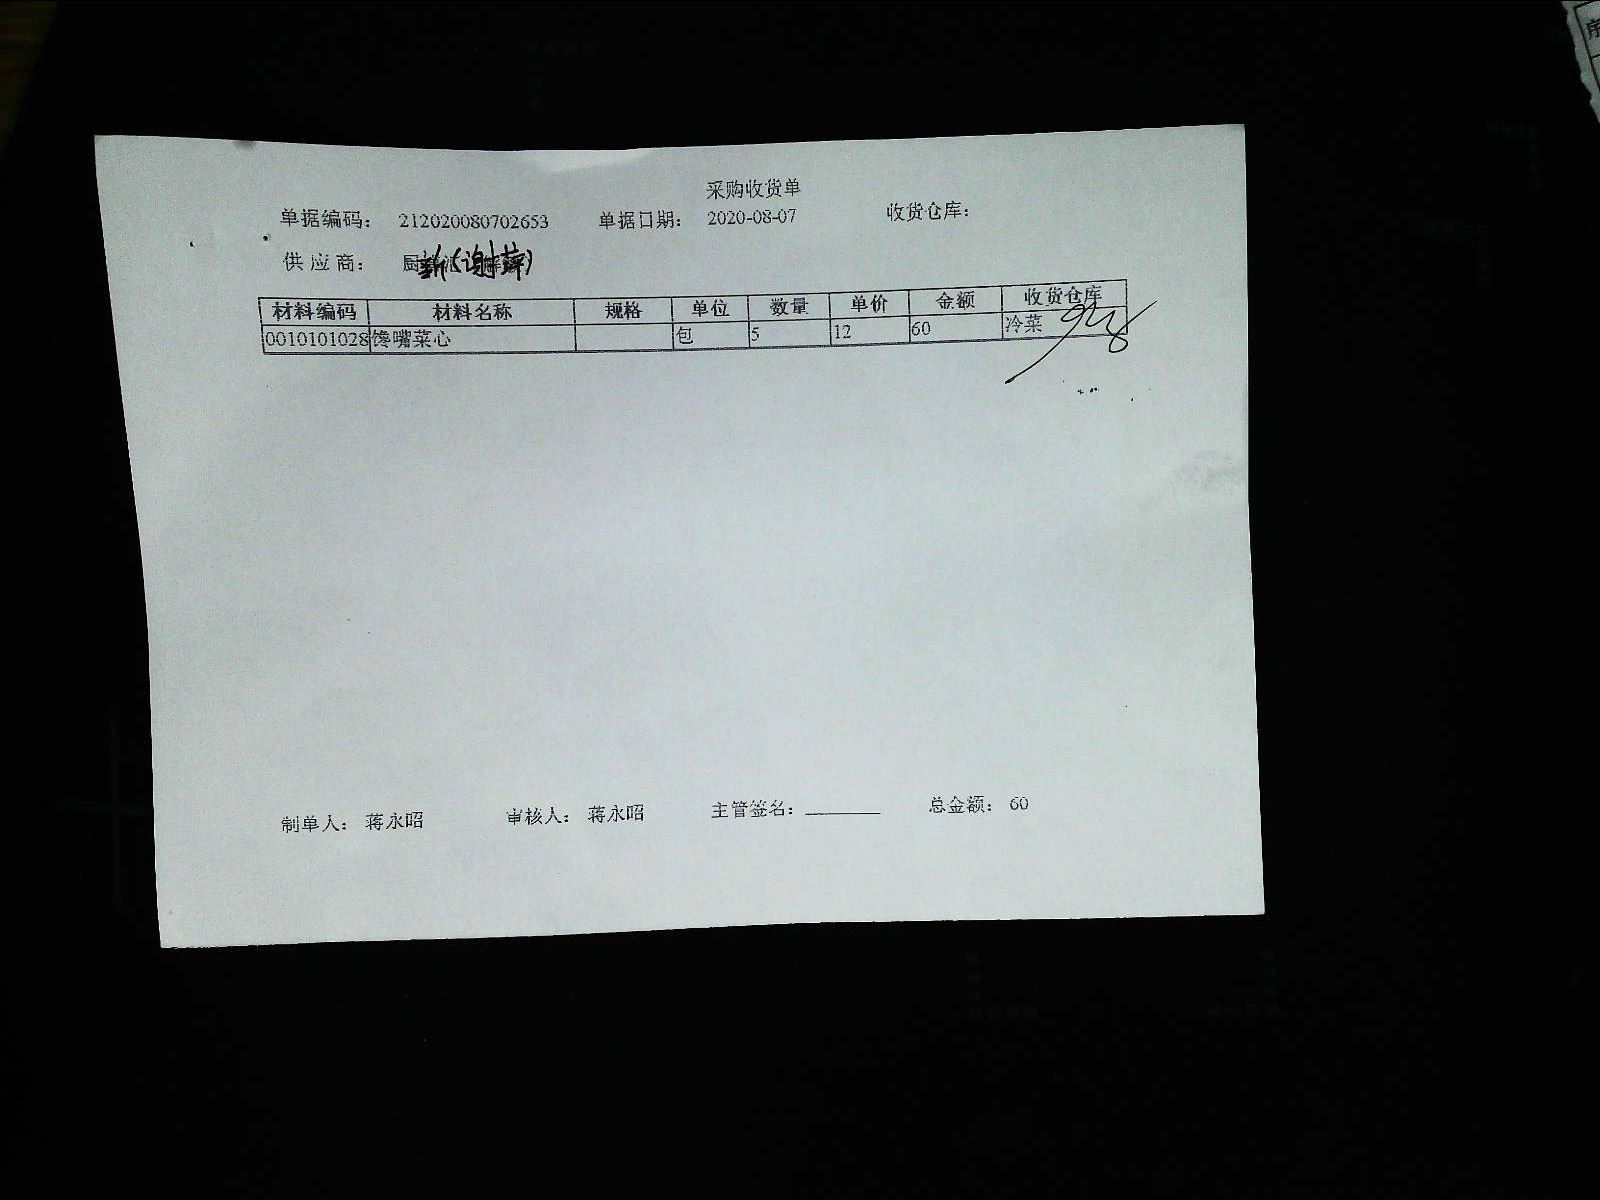 采购收货单
单据编码: 212020080702653 单据日期: 2020-08-07 收货仓库:
供应商: 厨 新(谢萍)
材料编码 材料名称 规格 单位 数量 单价 金额 收货仓库
0010101028 馋嘴菜心 包 5 12 60 冷菜
制单人: 蒋永昭 审核人: 蒋永昭 主管签名: 总金额: 60